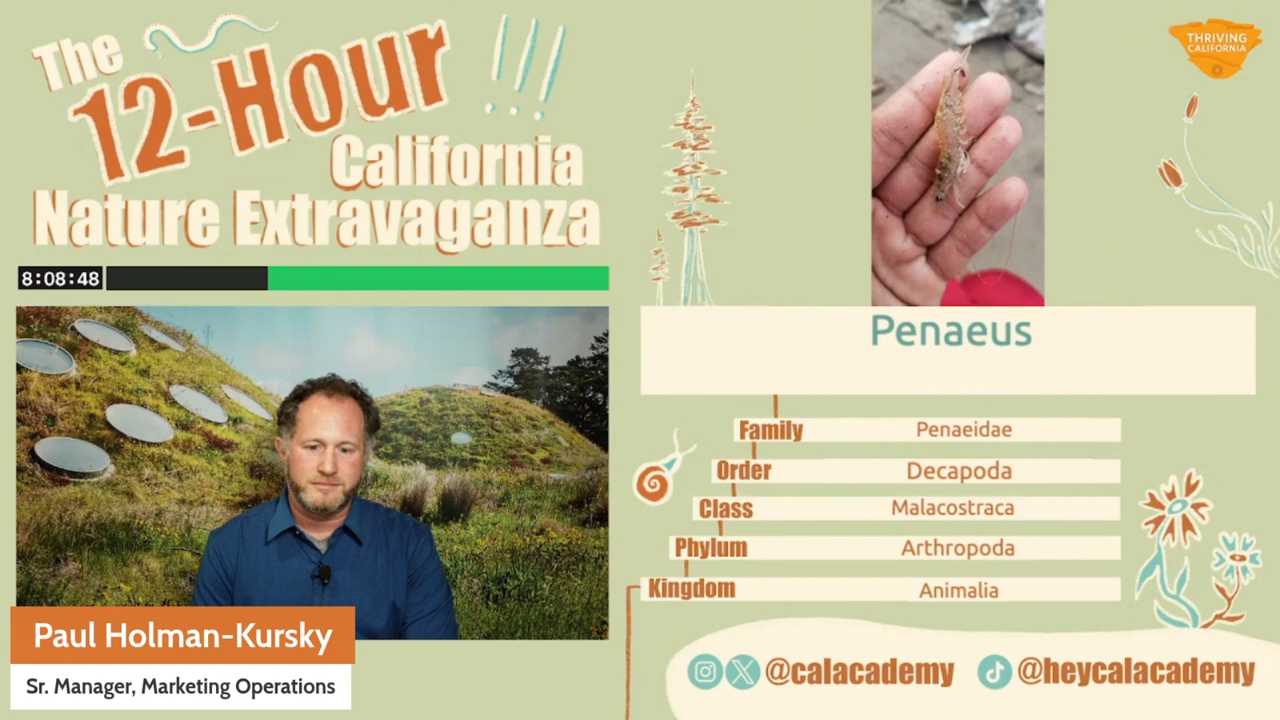 The
12-Hour !!!
California
Nature Extravaganza
8:08:48
Paul Holman-Kursky
Sr. Manager, Marketing Operations
THRIVING
CALIFORNIA
Penaeus
Family Penaeidae
Order Decapoda
Class Malacostraca
Phylum Arthropoda
Kingdom Animalia
@calacademy @heycalacademy